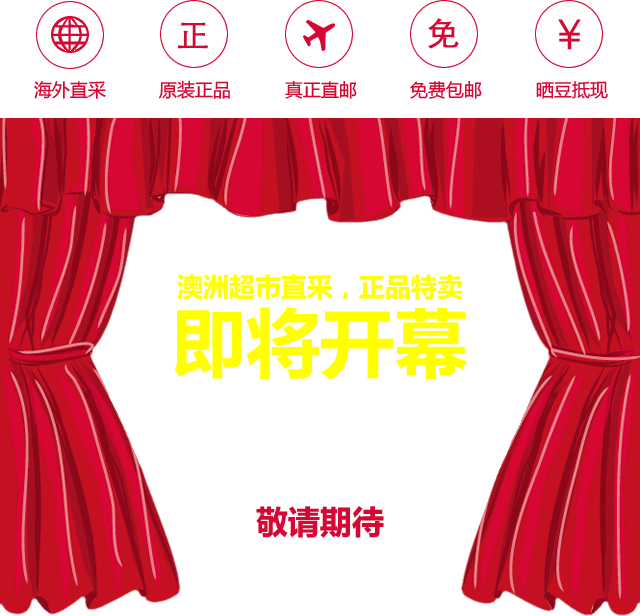 正 免 ¥
海外直采 原装正品 真正直邮 免费包邮 晒豆抵现
澳洲超市直采，正品特卖
即将开幕
敬请期待